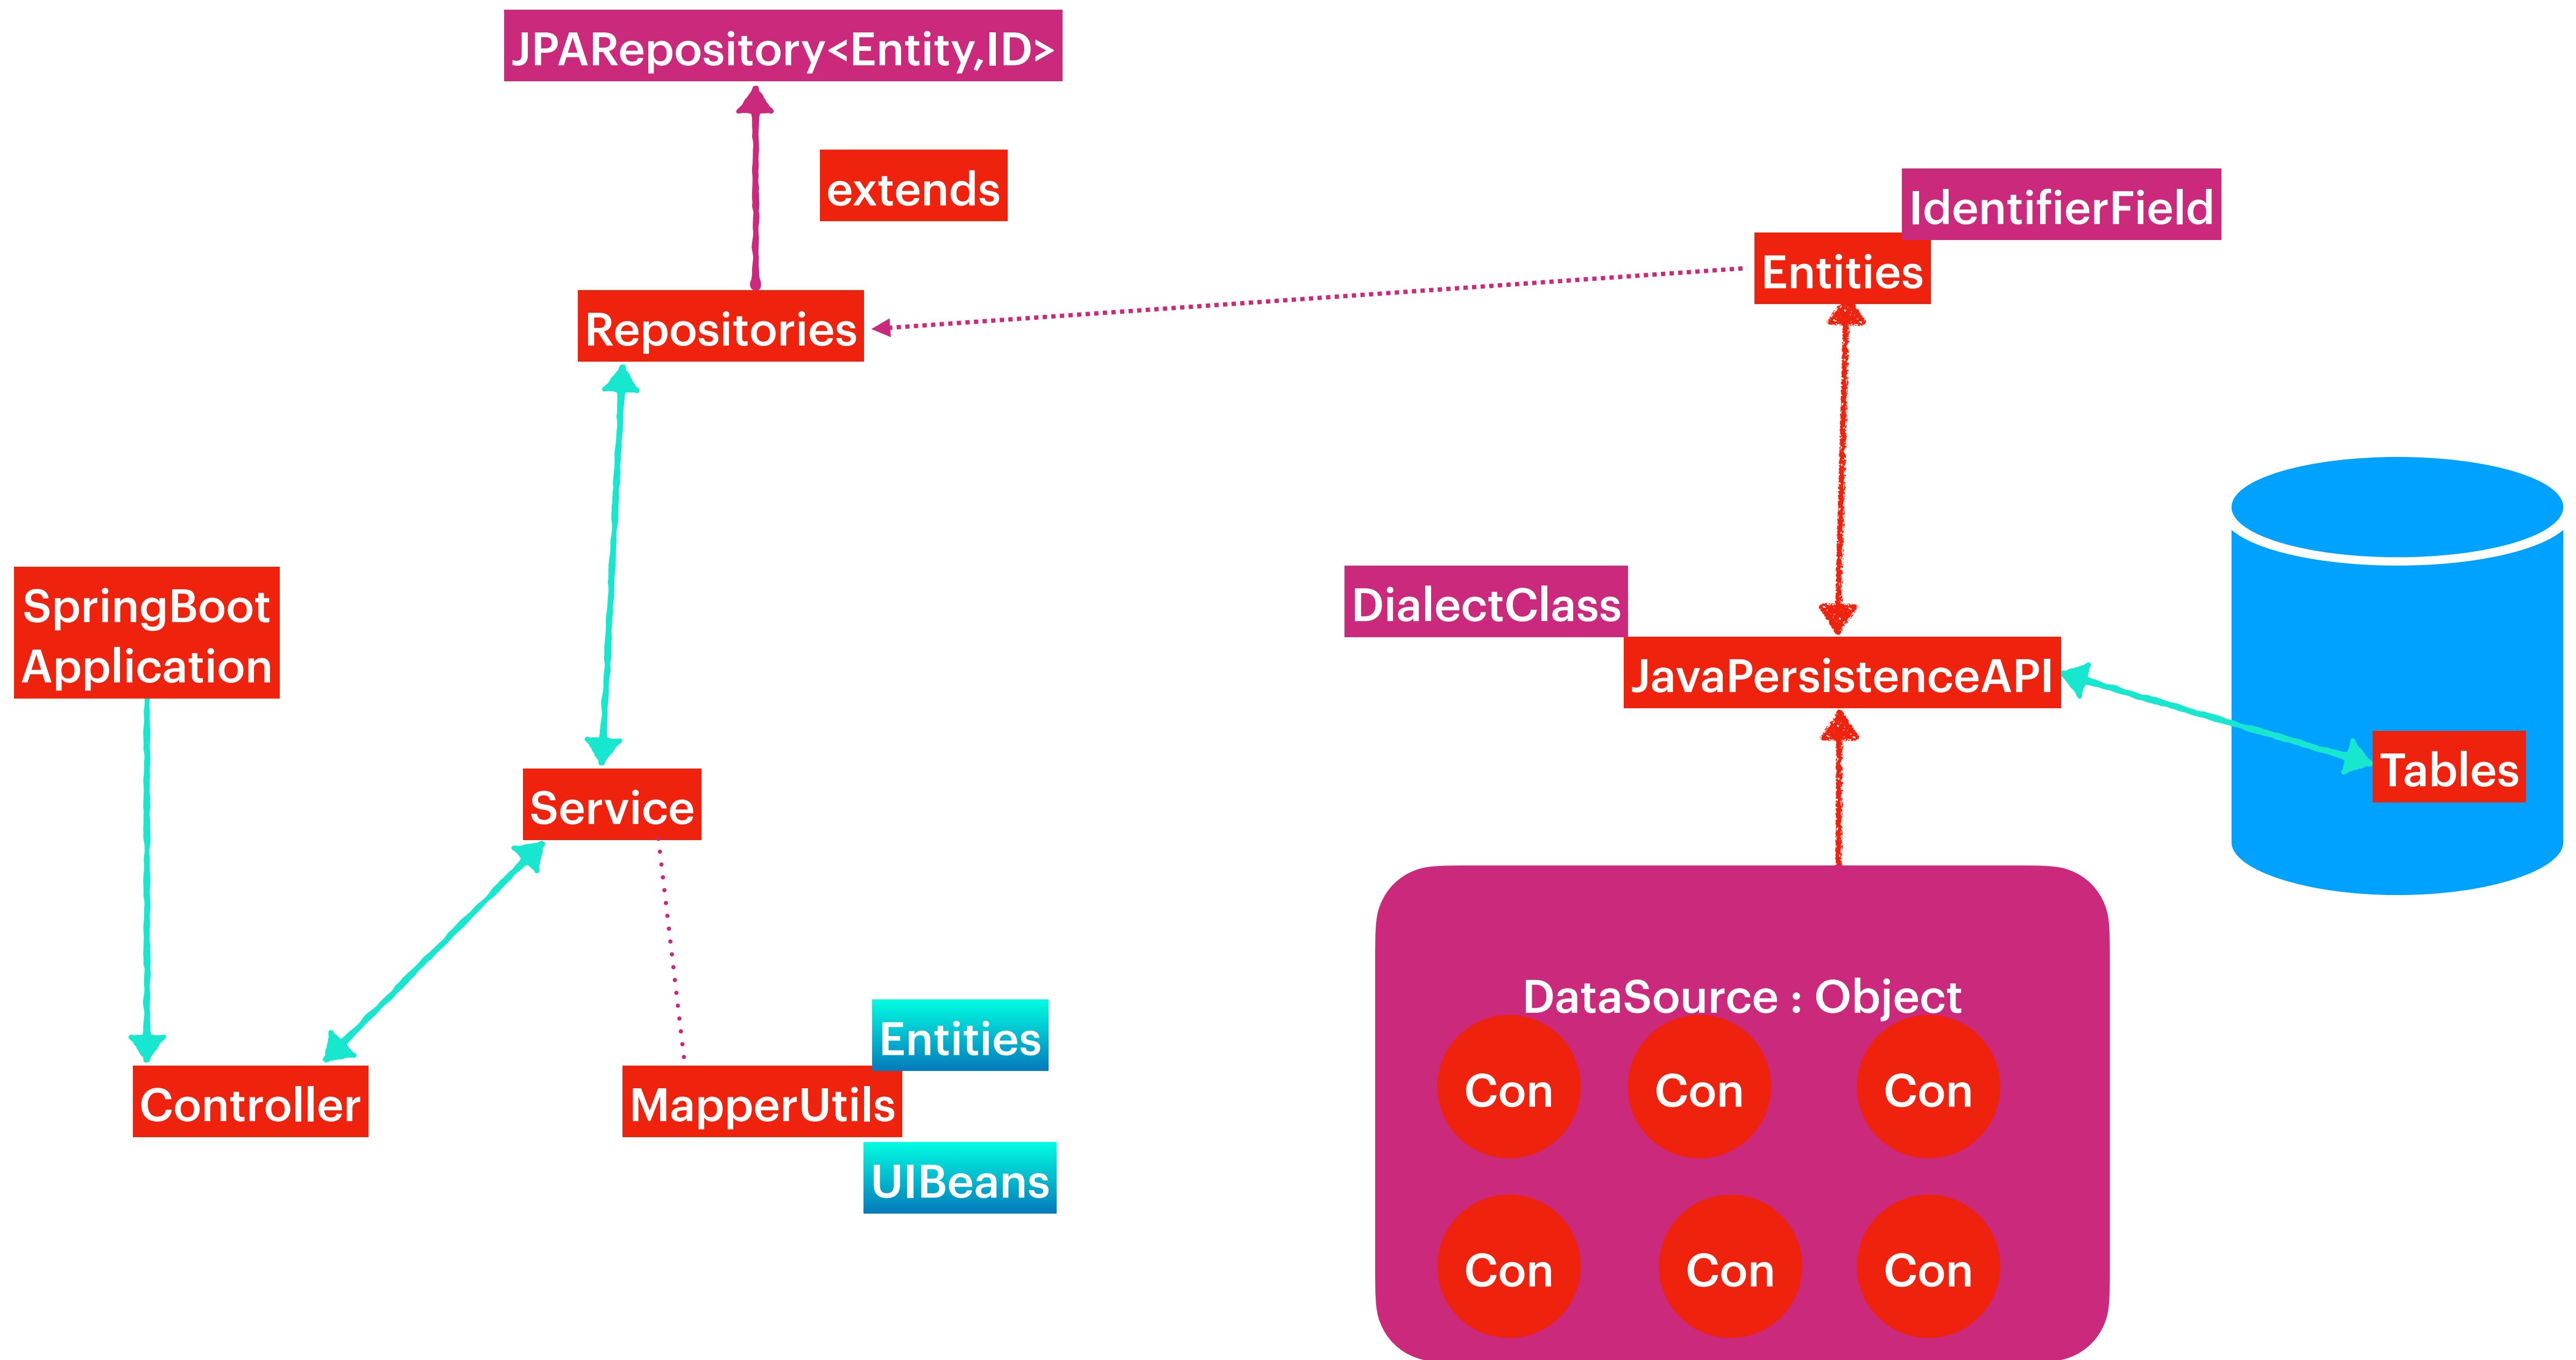 JPARepository<Entity,ID>
extends
IdentifierField
Entities
Repositories
SpringBoot
Application
DialectClass
JavaPersistenceAPI
Tables
Service
DataSource : Object
Entities
Controller
MapperUtils
UIBeans
Con
Con
Con
Con
Con
Con